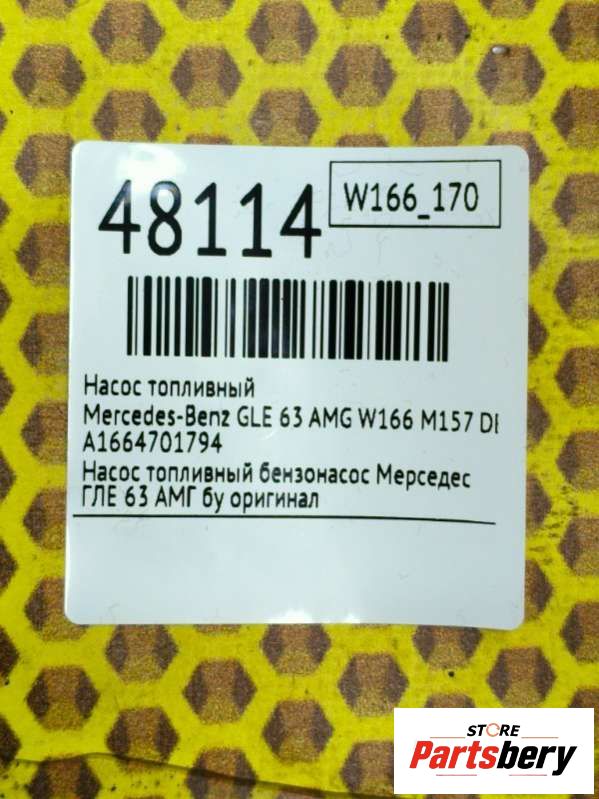 48114
W166_170
Насос топливный
Mercedes-Benz GLE 63 AMG W166 M157 
A1664701794
Насос топливный бензонасос Мерседес
ГЛЕ 63 АМГ бу оригинал
STORE
Partsbery